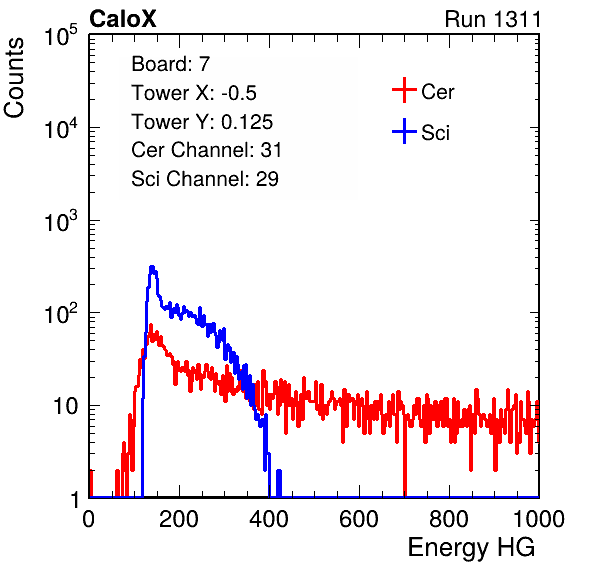 CaloX Run 1311
Counts
10^5
10^4
10^3
10^2
10
1
Board: 7
Tower X: -0.5
Tower Y: 0.125
Cer Channel: 31
Sci Channel: 29
Cer
Sci
0 200 400 600 800 1000
Energy HG